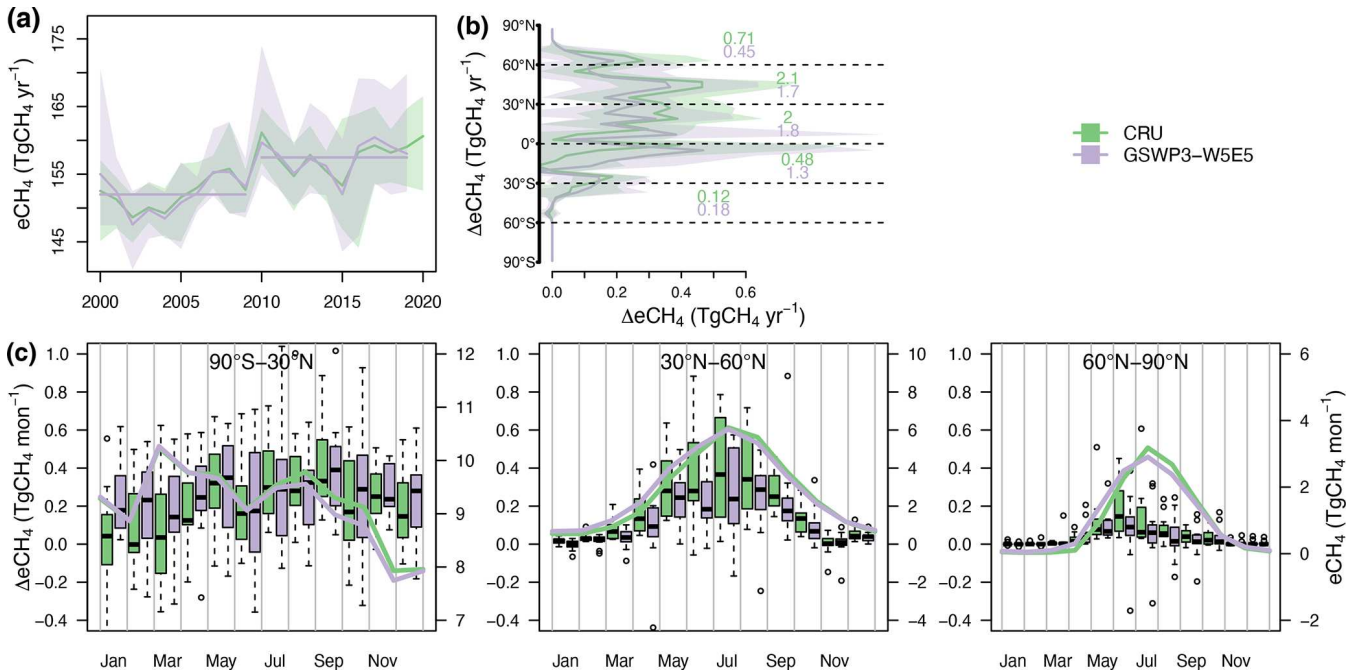 (a)
eCH₄ (TgCH₄ yr⁻¹)
175
165
155
145
2000 2005 2010 2015 2020
(b)
ΔeCH₄ (TgCH₄ yr⁻¹)
90°N
60°N
30°N
0°
30°S
60°S
90°S
0.71
0.45
2.1
1.7
2
1.8
0.48
1.3
0.12
0.18
0.0 0.2 0.4 0.6
ΔeCH₄ (TgCH₄ yr⁻¹)
CRU
GSWP3−W5E5
(c)
ΔeCH₄ (TgCH₄ mon⁻¹)
90°S−30°N
1.0
0.8
0.6
0.4
0.2
0.0
−0.2
−0.4
12
11
10
9
8
7
Jan Mar May Jul Sep Nov
30°N−60°N
1.0
0.8
0.6
0.4
0.2
0.0
−0.2
−0.4
10
8
6
4
2
0
−2
−4
Jan Mar May Jul Sep Nov
60°N−90°N
1.0
0.8
0.6
0.4
0.2
0.0
−0.2
−0.4
6
4
2
0
−2
Jan Mar May Jul Sep Nov
eCH₄ (TgCH₄ mon⁻¹)